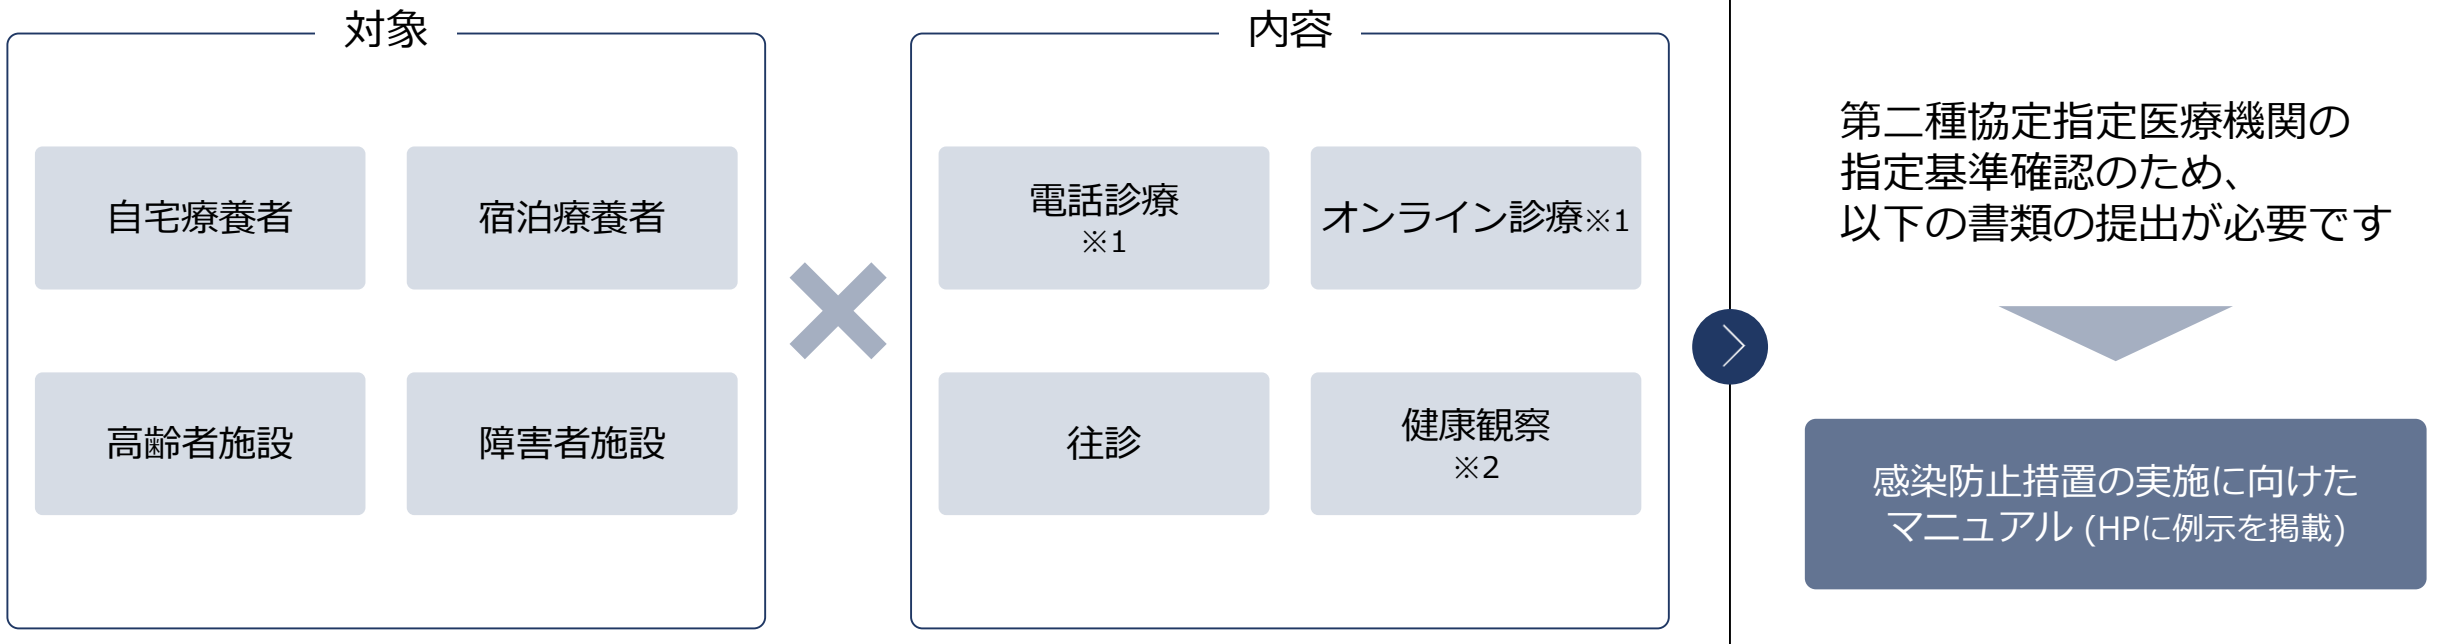 対象
自宅療養者
宿泊療養者
高齢者施設
障害者施設
内容
電話診療
※1
オンライン診療※1
往診
健康観察
※2
第二種協定指定医療機関の
指定基準確認のため、
以下の書類の提出が必要です
感染防止措置の実施に向けた
マニュアル (HPに例示を掲載)